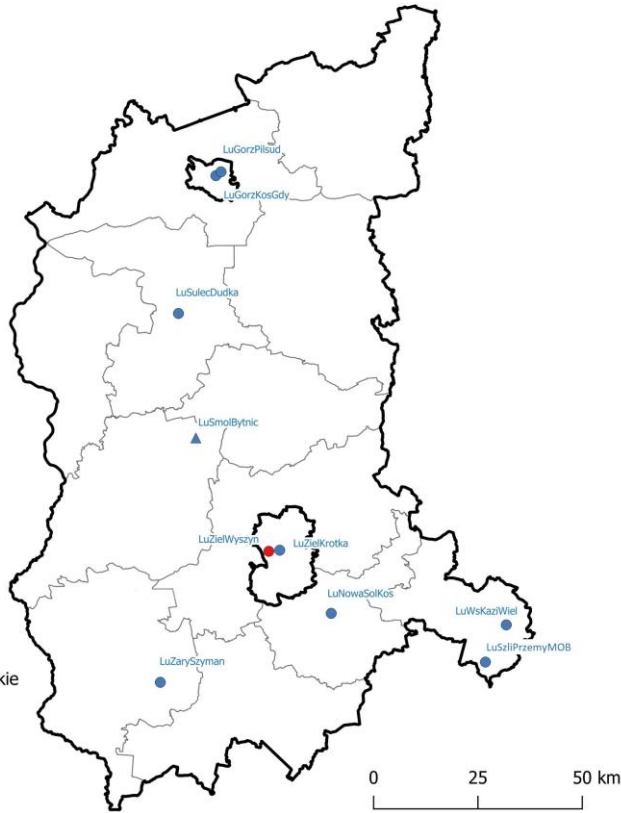 LuGorzPilsud
LuGorzKosGdy
LuSulecDudka
LuSmolBytnic
LuZielWyszyn
LuZielKrotka
LuNowaSolKos
LuWsKaziWiel
LuSzliPrzemyMOB
LuZarySzyman
kie
0 25 50 km